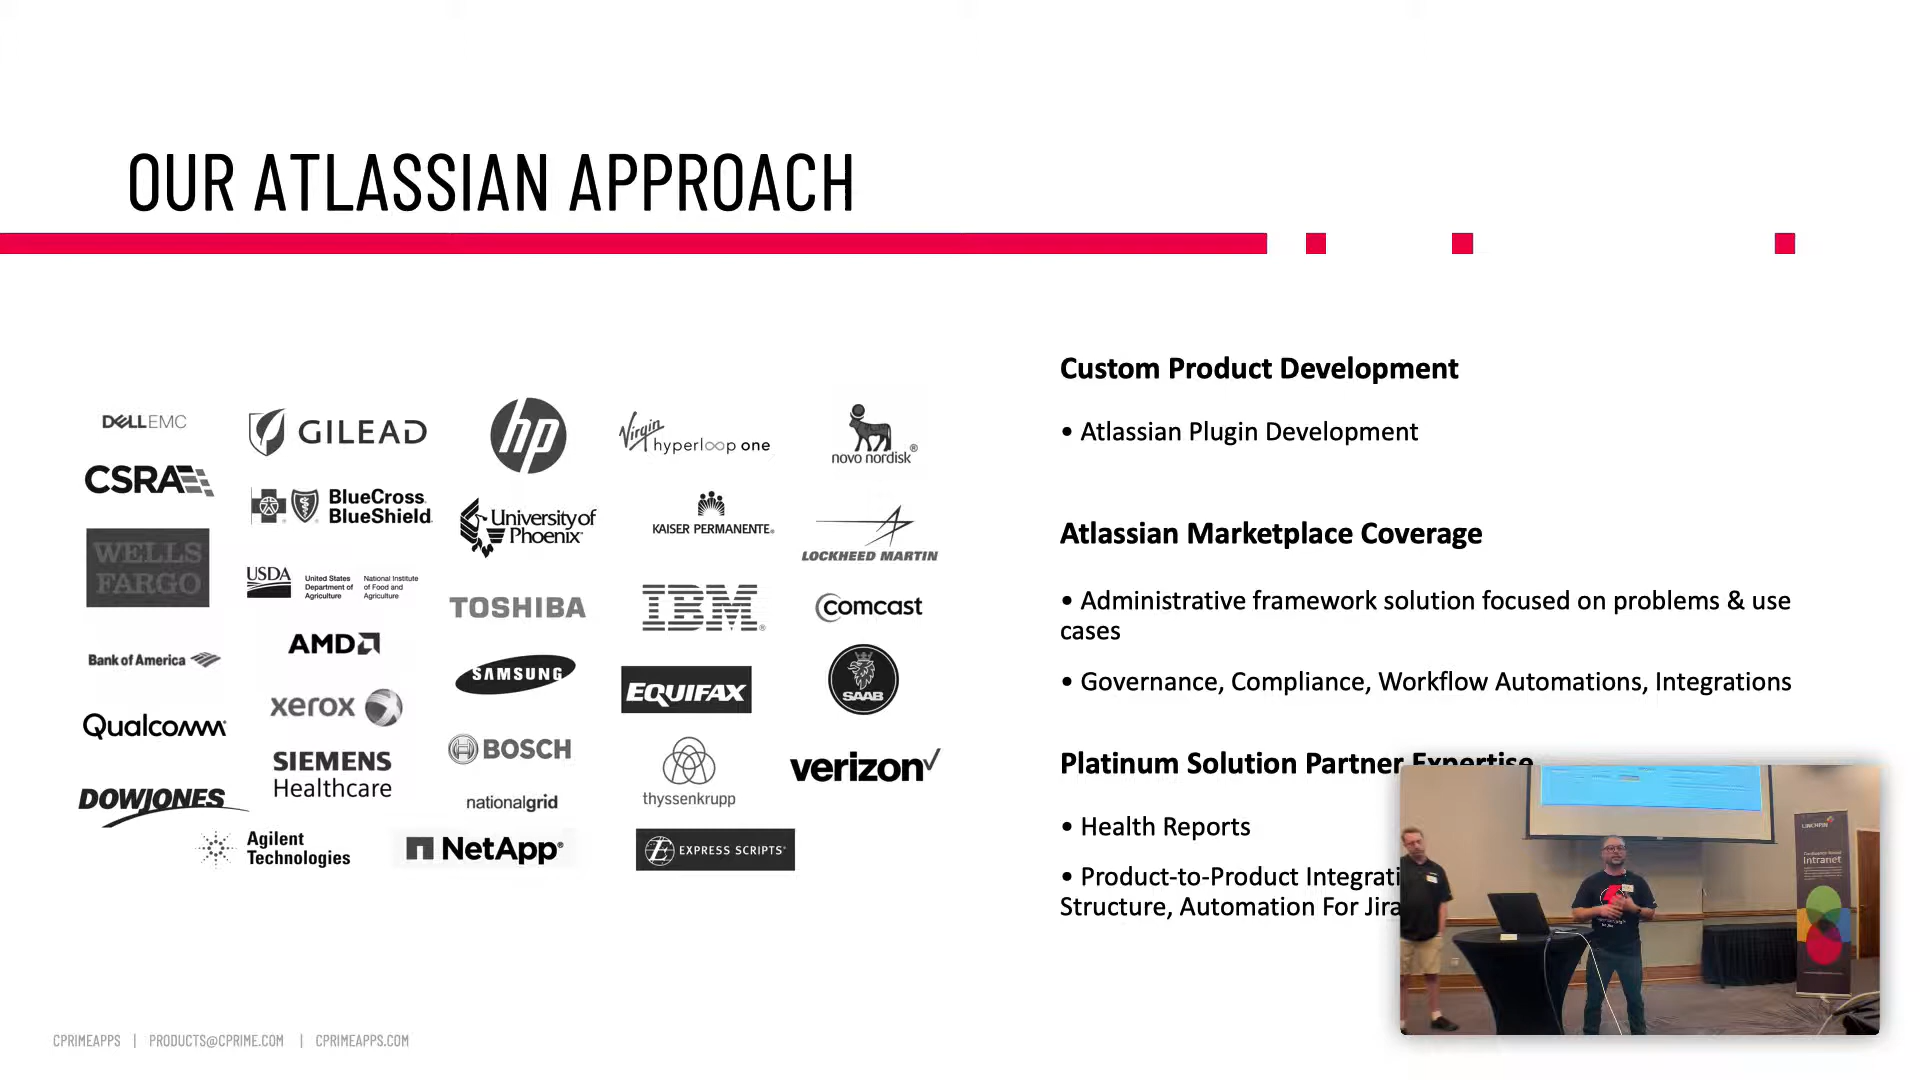 OUR ATLASSIAN APPROACH
DELLEMC
GILEAD
hp
Virgin
hyperloop one
novo nordisk®
CSRA
BlueCross
BlueShield
University of
Phoenix
KAISER PERMANENTE®
LOCKHEED MARTIN
WELLS
FARGO
USDA
United States
Department of
Agriculture
National Institute
of Food and
Agriculture
TOSHIBA
IBM®
comcast
Bank of America
AMD
SAMSUNG
EQUIFAX
SAAB
Qualcomm
xerox
SIEMENS
Healthcare
BOSCH
thyssenkrupp
verizon✓
DOWJONES
nationalgrid
Agilent
Technologies
NetApp®
EXPRESS SCRIPTS®
Custom Product Development
• Atlassian Plugin Development
Atlassian Marketplace Coverage
• Administrative framework solution focused on problems & use
cases
• Governance, Compliance, Workflow Automations, Integrations
Platinum Solution Partner Expertise
• Health Reports
• Product-to-Product Integrati
Structure, Automation For Jira
LINCHPIN
Intranet
CPRIMEAPPS | PRODUCTS@CPRIME.COM | CPRIMEAPPS.COM